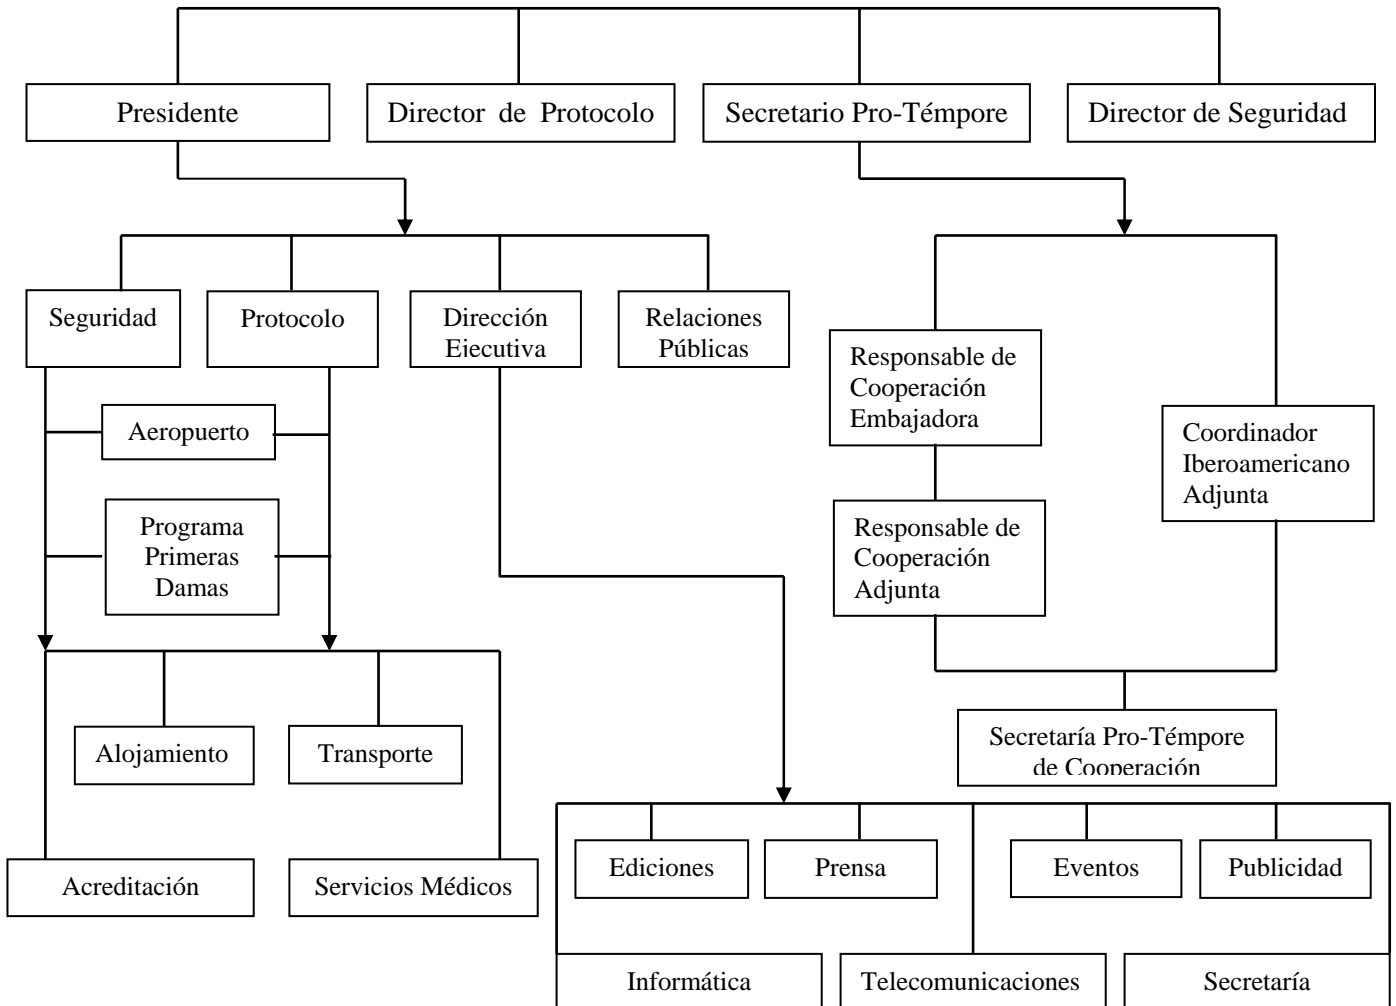 Presidente
Director de Protocolo
Secretario Pro-Témpore
Director de Seguridad
Seguridad
Protocolo
Dirección
Ejecutiva
Relaciones
Públicas
Responsable de
Cooperación
Embajadora
Aeropuerto
Coordinador
Iberoamericano
Adjunta
Programa
Primeras
Damas
Responsable de
Cooperación
Adjunta
Alojamiento
Transporte
Secretaría Pro-Témpore
de Cooperación
Ediciones
Prensa
Eventos
Publicidad
Acreditación
Servicios Médicos
Informática
Telecomunicaciones
Secretaría